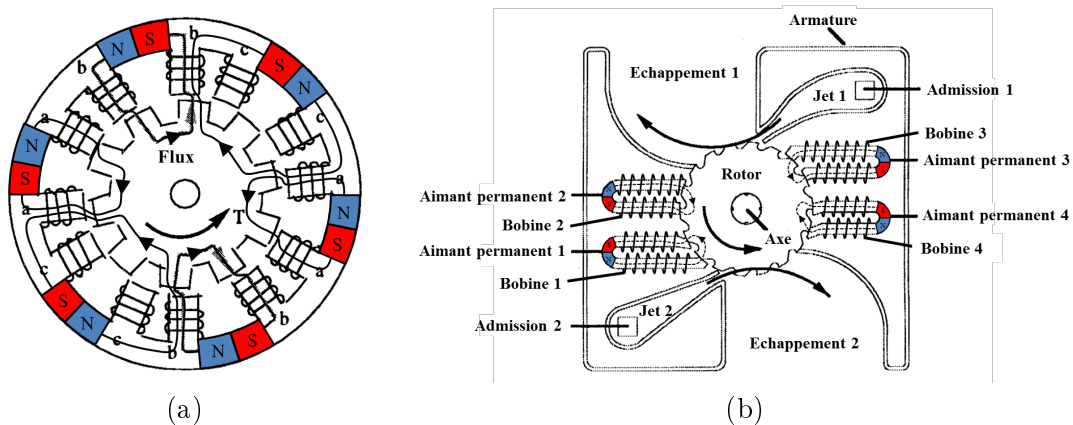 N S
b
b
c
S N
a
c
N S
a
Flux
T
a
N S
a
c
b
S N
c
b
N S
Armature
Echappement 1
Jet 1
Admission 1
Bobine 3
Aimant permanent 3
Rotor
Aimant permanent 2
Bobine 2
Aimant permanent 4
Aimant permanent 1
Axe
Bobine 4
Bobine 1
Jet 2
Admission 2
Echappement 2
(a) (b)